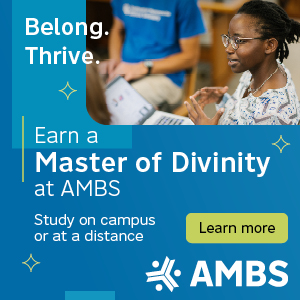 Belong.
Thrive.
Earn a
Master of Divinity
at AMBS
Study on campus
or at a distance
Learn more
AMBS